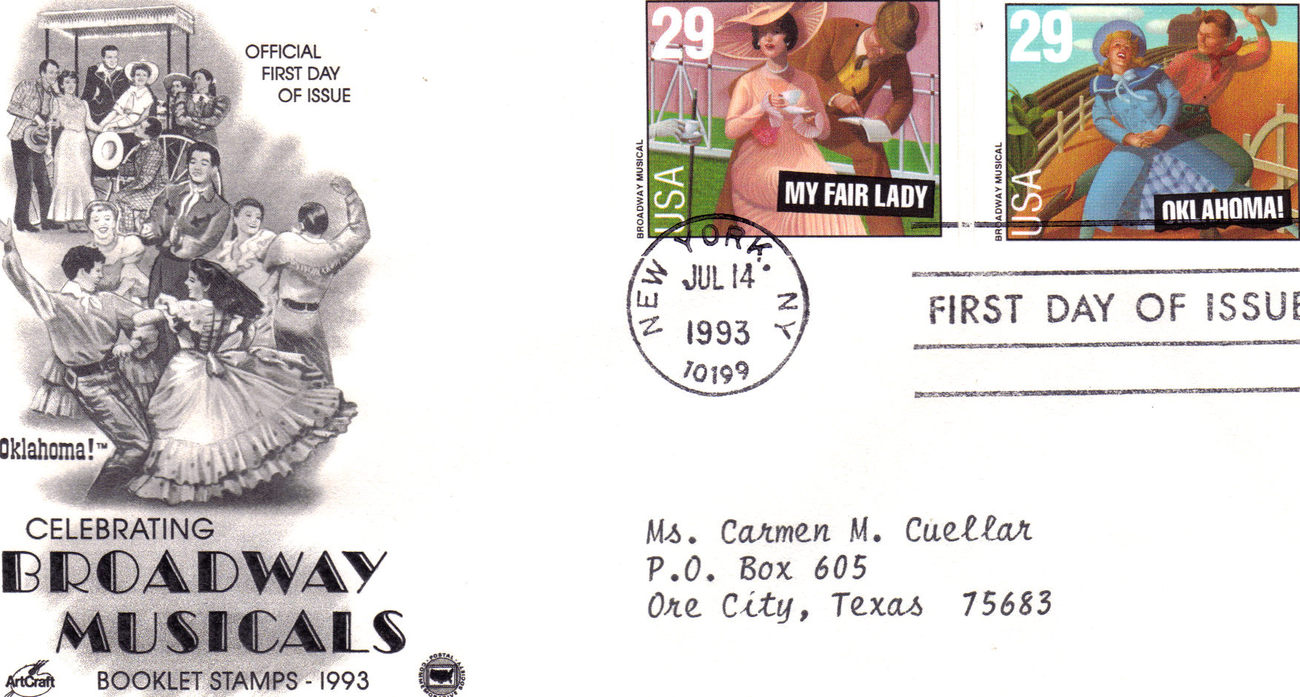 OFFICIAL
FIRST DAY
OF ISSUE
Oklahoma!™
CELEBRATING
BROADWAY
MUSICALS
BOOKLET STAMPS - 1993
ArtCraft
29
BROADWAY MUSICAL
USA
MY FAIR LADY
29
BROADWAY MUSICAL
USA
OKLAHOMA!
NEW YORK, NY
JUL 14
1993
10199
FIRST DAY OF ISSUE
Ms. Carmen M. Cuellar
P.O. Box 605
Ore City, Texas 75683